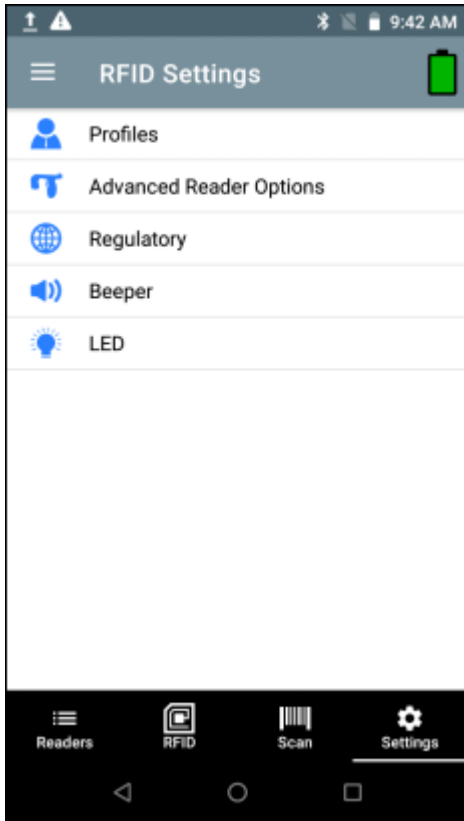 9:42 AM
RFID Settings
Profiles
Advanced Reader Options
Regulatory
Beeper
LED
Readers
RFID
Scan
Settings